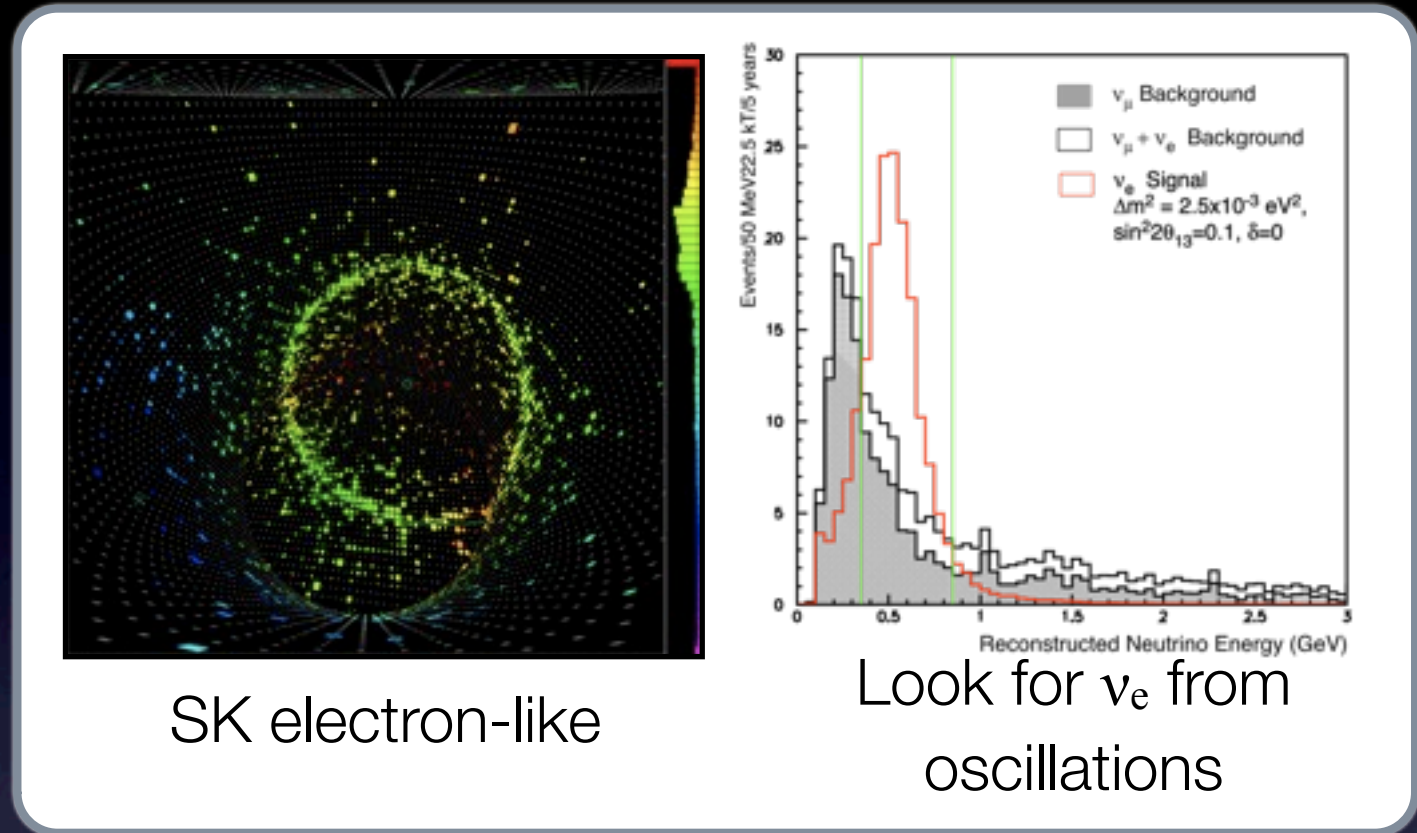 Events/50 MeV22.5 kT/5 years
30
25
20
15
10
5
0
0
0.5
1
1.5
2
2.5
3
Reconstructed Neutrino Energy (GeV)
νμ Background
νμ + νe Background
νe Signal
Δm² = 2.5x10⁻³ eV²,
sin²2θ₁₃=0.1, δ=0
SK electron-like
Look for νe from
oscillations